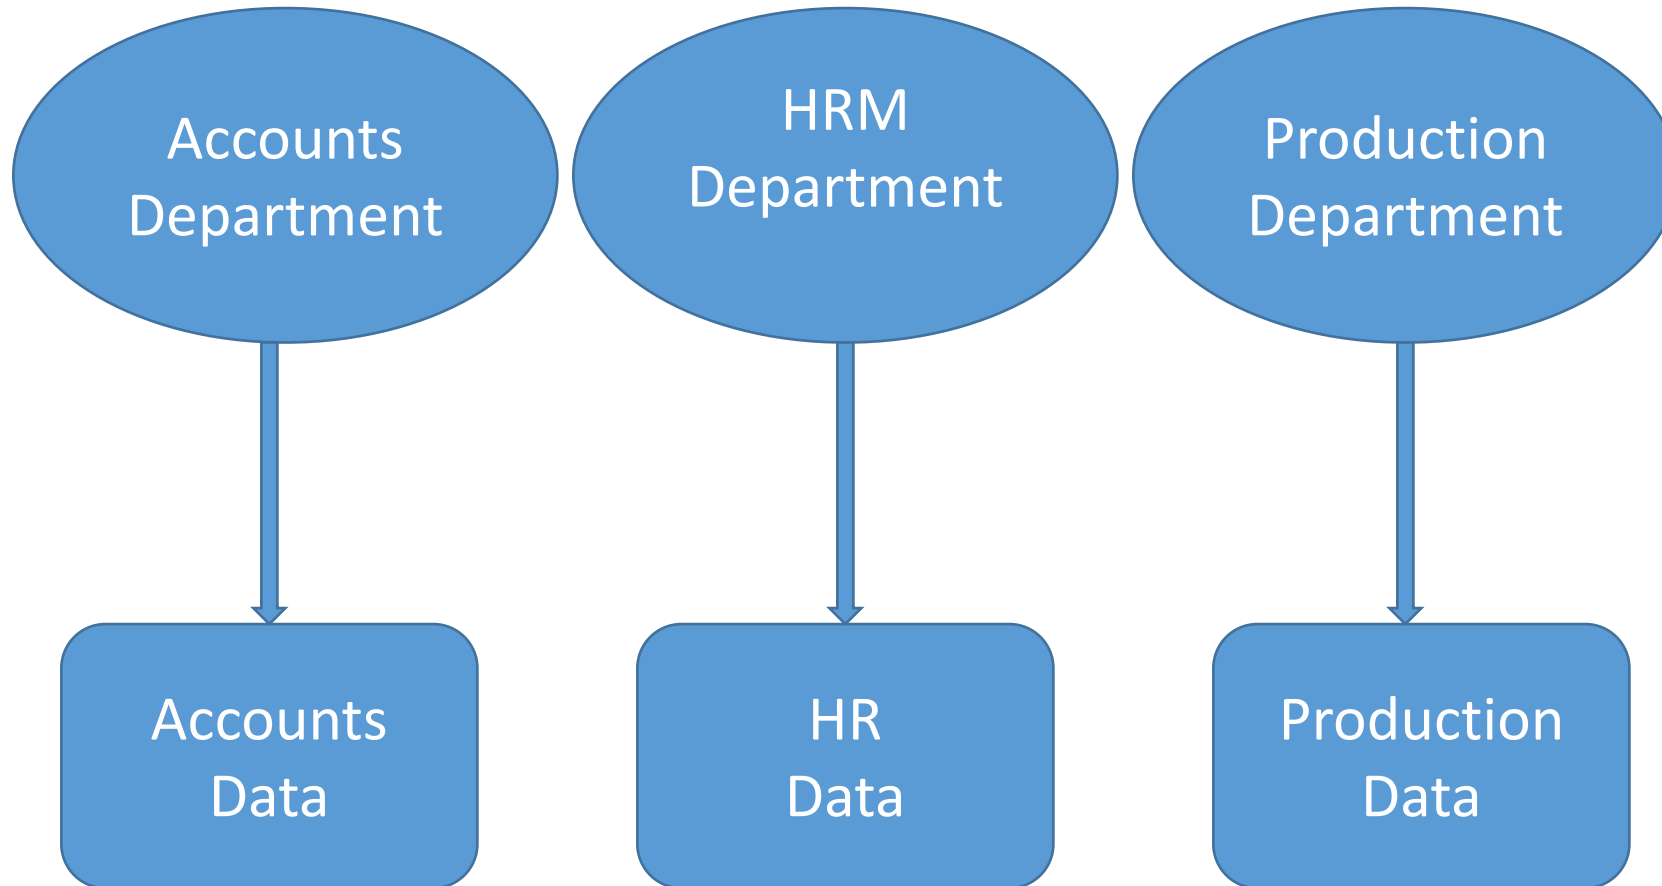 Accounts
Department
HRM
Department
Production
Department
Accounts
Data
HR
Data
Production
Data